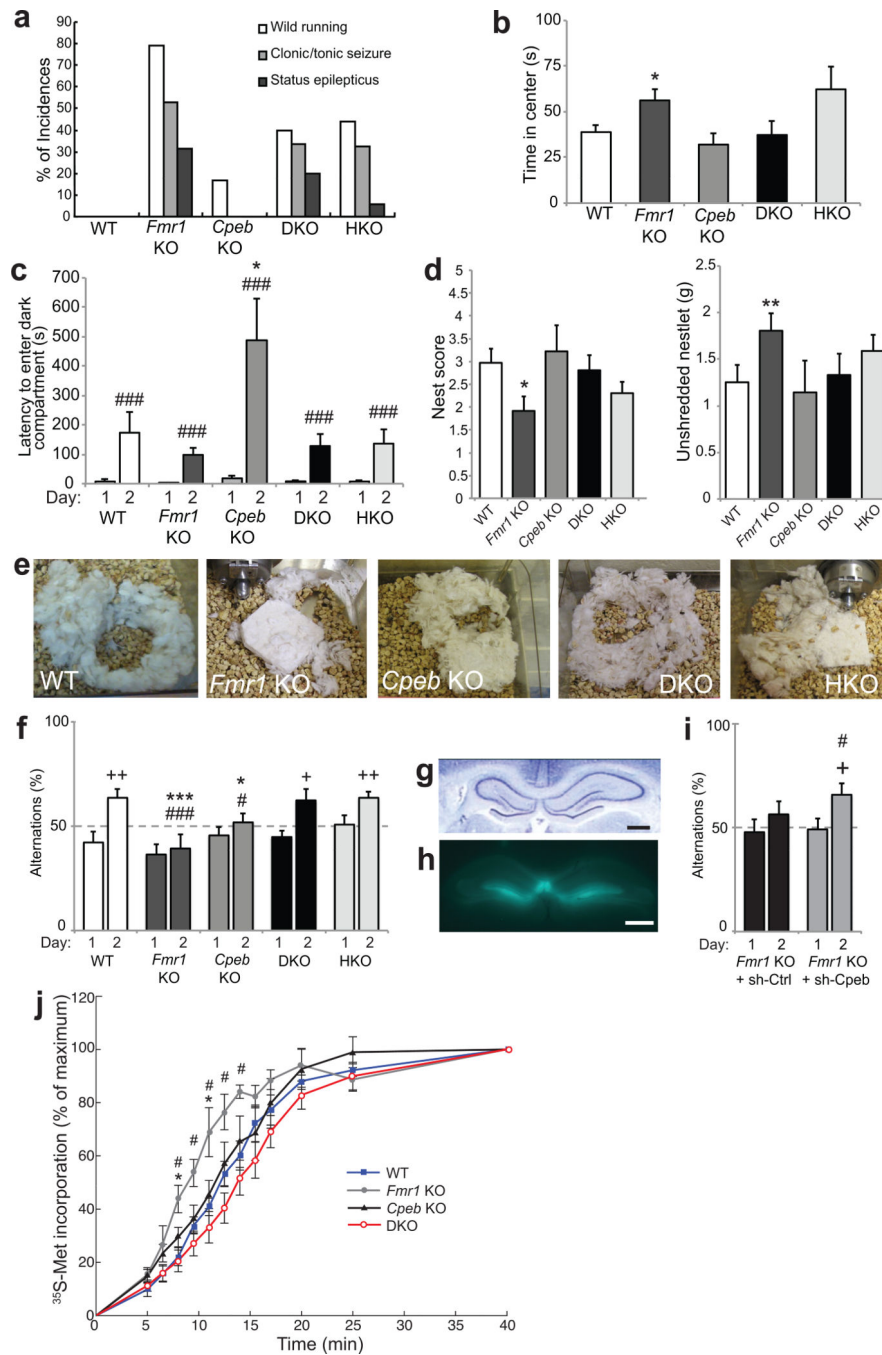 a
90
80
70
60
50
40
30
20
10
0
% of Incidences
Wild running
Clonic/tonic seizure
Status epilepticus
WT
Fmr1 KO
Cpeb KO
DKO
HKO
b
100
75
50
25
0
Time in center (s)
*
WT
Fmr1 KO
Cpeb KO
DKO
HKO
c
700
600
500
400
300
200
100
0
Latency to enter dark
compartment (s)
###
###
*
###
###
###
Day: 1 2 1 2 1 2 1 2 1 2
WT
Fmr1 KO
Cpeb KO
DKO
HKO
d
5
4.5
4
3.5
3
2.5
2
1.5
1
0.5
0
Nest score
*
WT
Fmr1 KO
Cpeb KO
DKO
HKO
2.5
2
1.5
1
0.5
0
Unshredded nestlet (g)
**
WT
Fmr1 KO
Cpeb KO
DKO
HKO
e
WT
Fmr1 KO
Cpeb KO
DKO
HKO
f
100
50
0
Alternations (%)
++
***
###
*
#
+
++
Day: 1 2 1 2 1 2 1 2 1 2
WT
Fmr1 KO
Cpeb KO
DKO
HKO
g
h
i
100
50
0
Alternations (%)
#
+
Day: 1 2 1 2
Fmr1 KO
+ sh-Ctrl
Fmr1 KO
+ sh-Cpeb
j
120
100
80
60
40
20
0
35S-Met incorporation (% of maximum)
#
*
#
#
*
#
#
WT
Fmr1 KO
Cpeb KO
DKO
0 5 10 15 20 25 30 35 40
Time (min)